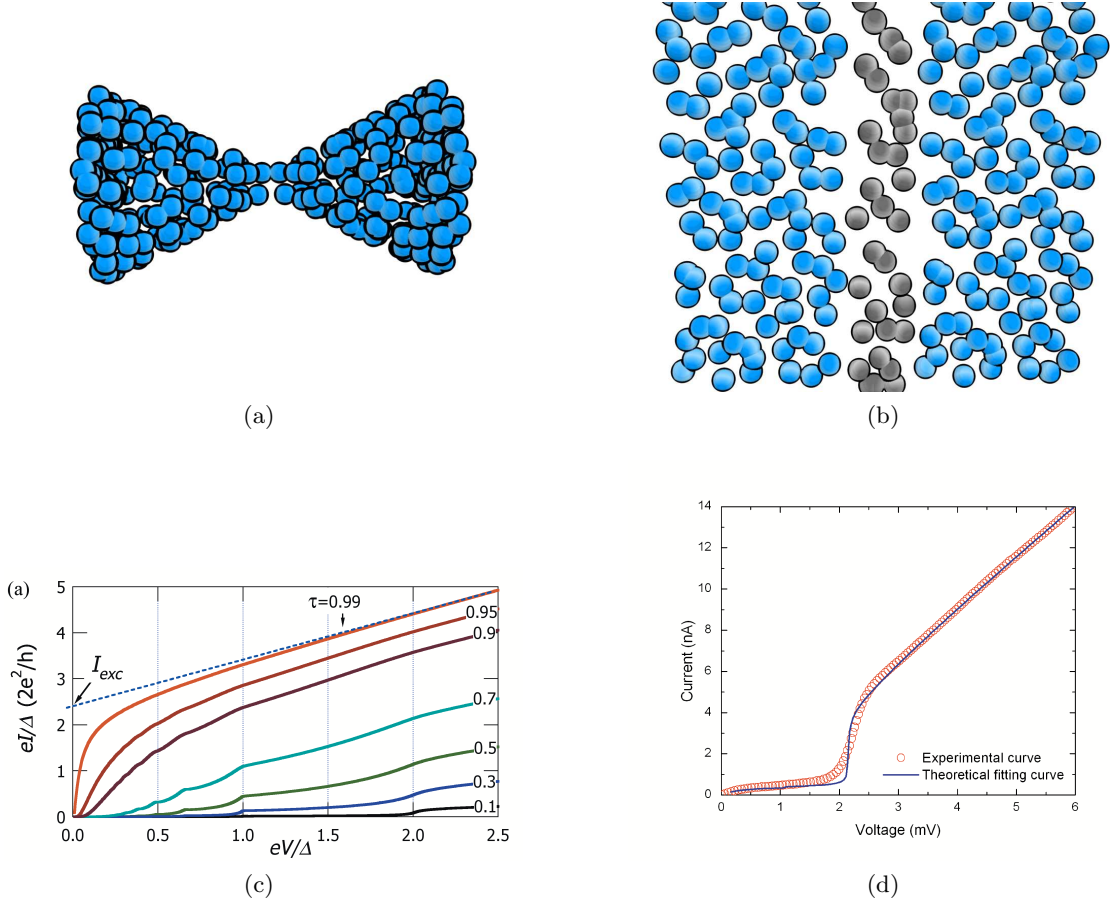 (a)
(b)
(a)
5
4
3
2
1
0
eI/Δ (2e²/h)
I_exc
τ=0.99
0.95
0.9
0.7
0.5
0.3
0.1
0.0
0.5
1.0
1.5
2.0
2.5
eV/Δ
(c)
14
12
10
8
6
4
2
0
Current (nA)
Experimental curve
Theoretical fitting curve
0
1
2
3
4
5
6
Voltage (mV)
(d)